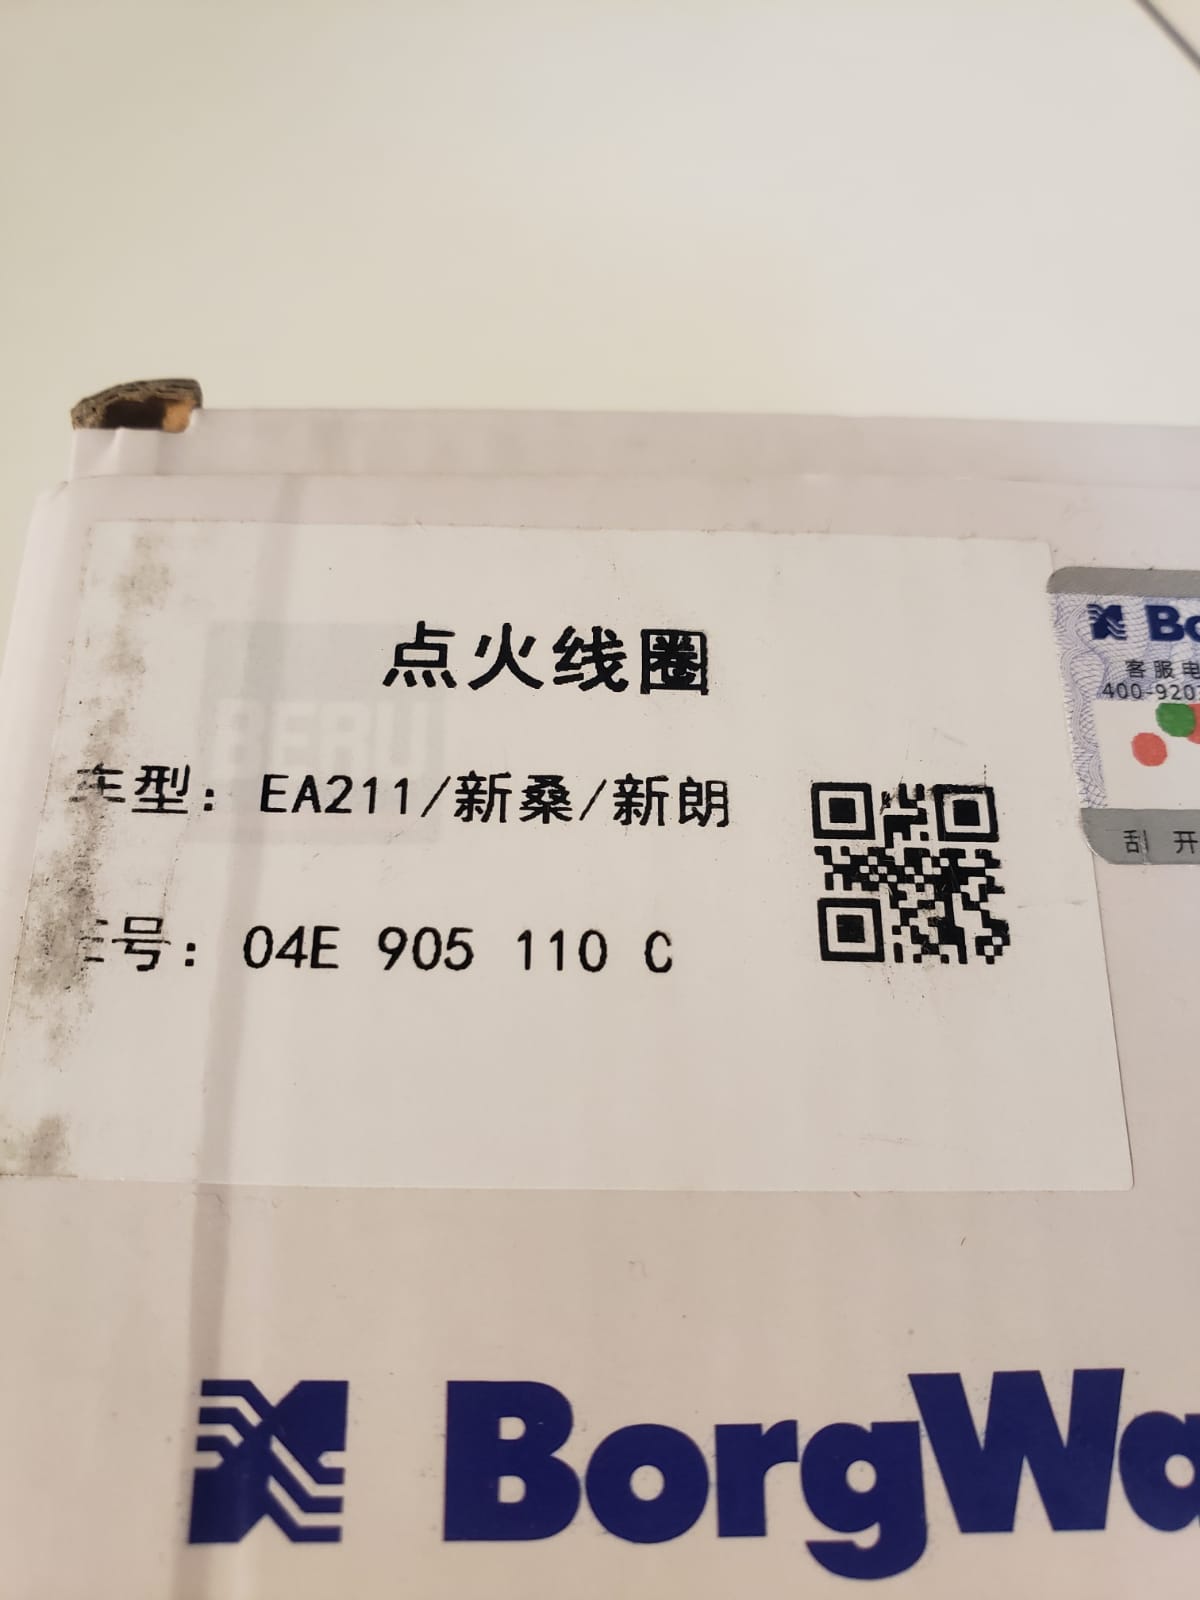 点火线圈
车型: EA211/新桑/新朗
号: 04E 905 110 C
BERU
Bo
客服电
400-920
刮开
BorgWa